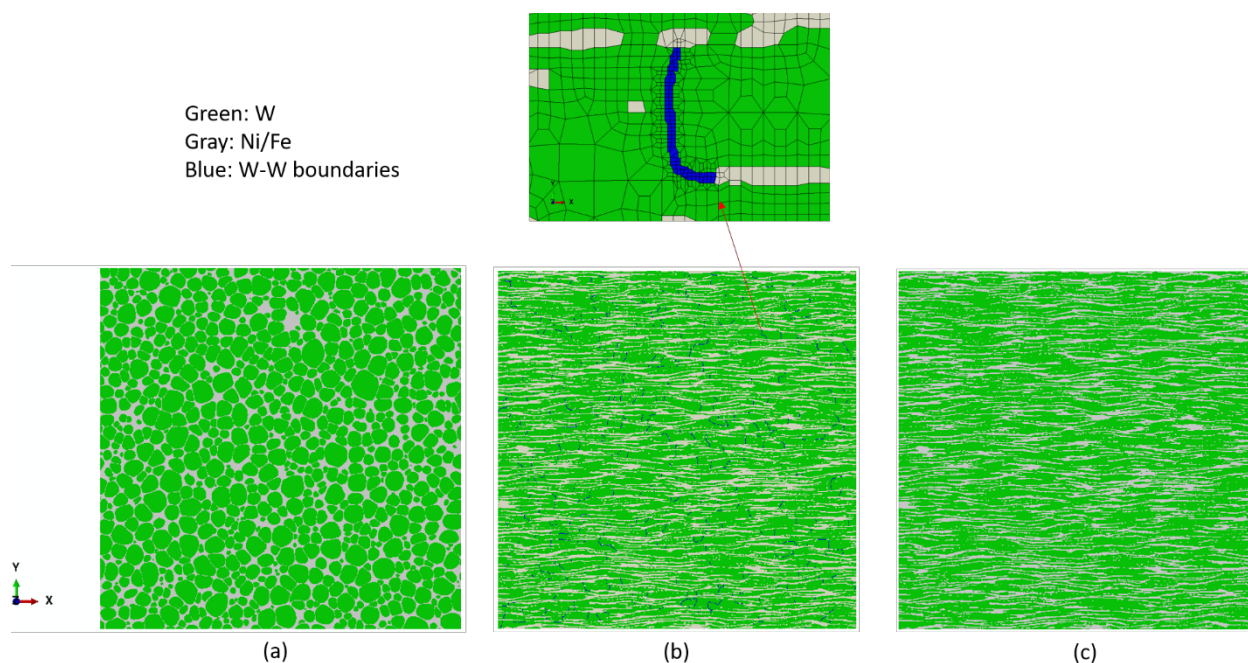 Green: W
Gray: Ni/Fe
Blue: W-W boundaries
Y
Z X
Y
Z X
(a)
(b)
(c)